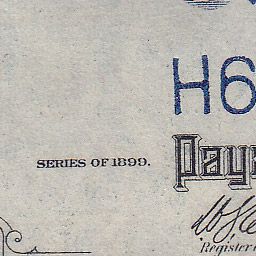 H6
SERIES OF 1899.
Pay
Register